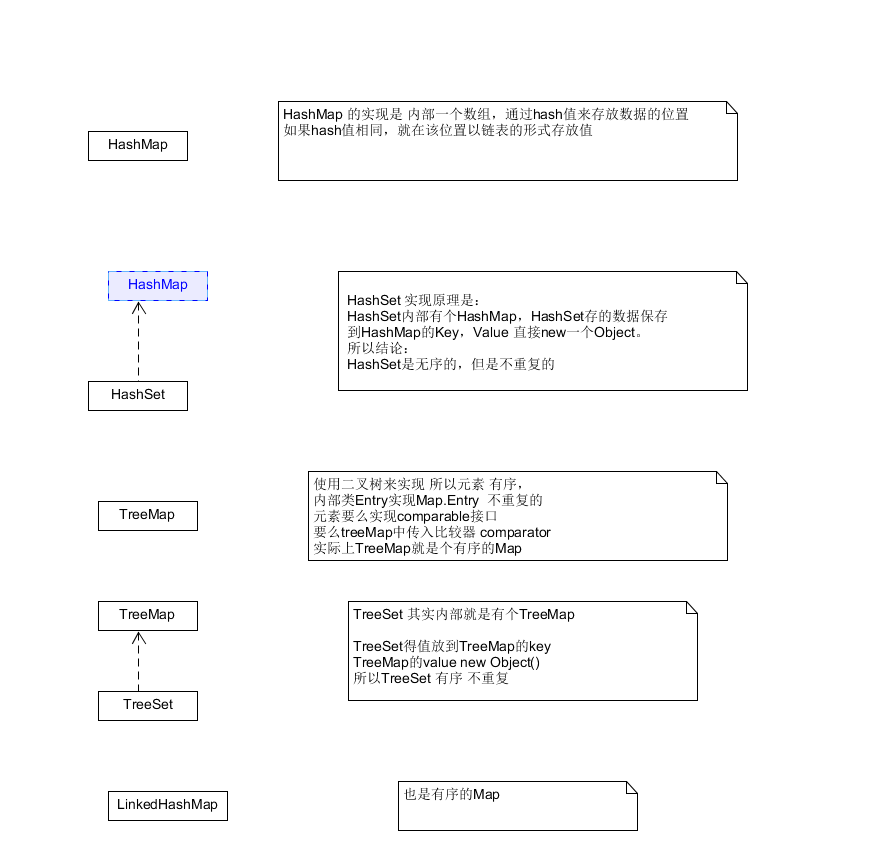 HashMap
HashMap 的实现是 内部一个数组，通过hash值来存放数据的位置
如果hash值相同，就在该位置以链表的形式存放值
HashMap
HashSet
HashSet 实现原理是：
HashSet内部有个HashMap，HashSet存的数据保存
到HashMap的Key，Value 直接new一个Object。
所以结论：
HashSet是无序的，但是不重复的
TreeMap
使用二叉树来实现 所以元素 有序，
内部类Entry实现Map.Entry  不重复的
元素要么实现comparable接口
要么treeMap中传入比较器 comparator
实际上TreeMap就是个有序的Map
TreeMap
TreeSet
TreeSet 其实内部就是有个TreeMap
TreeSet得值放到TreeMap的key
TreeMap的value new Object()
所以TreeSet 有序 不重复
LinkedHashMap
也是有序的Map